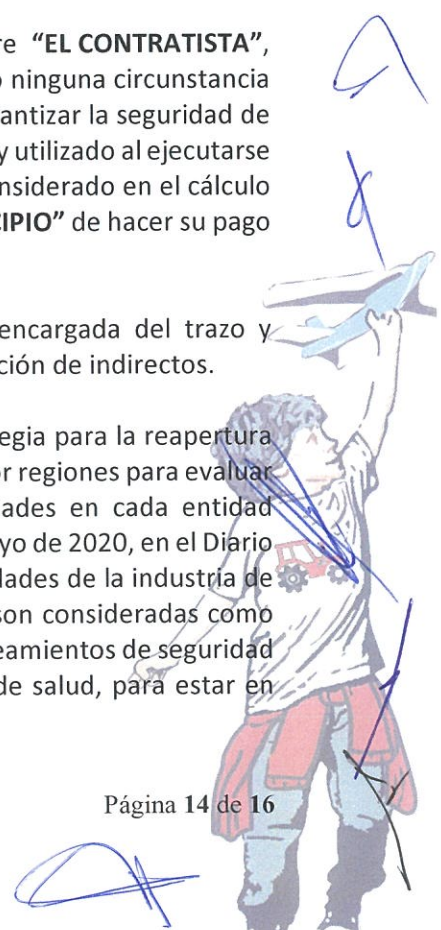 re "EL CONTRATISTA",
ninguna circunstancia
antizar la seguridad de
y utilizado al ejecutarse
nsiderado en el cálculo
CIPIO" de hacer su pago
encargada del trazo y
ción de indirectos.
tegia para la reapertura
or regiones para evaluar
dades en cada entidad
yo de 2020, en el Diario
dades de la industria de
son consideradas como
eamientos de seguridad
de salud, para estar en
Página 14 de 16